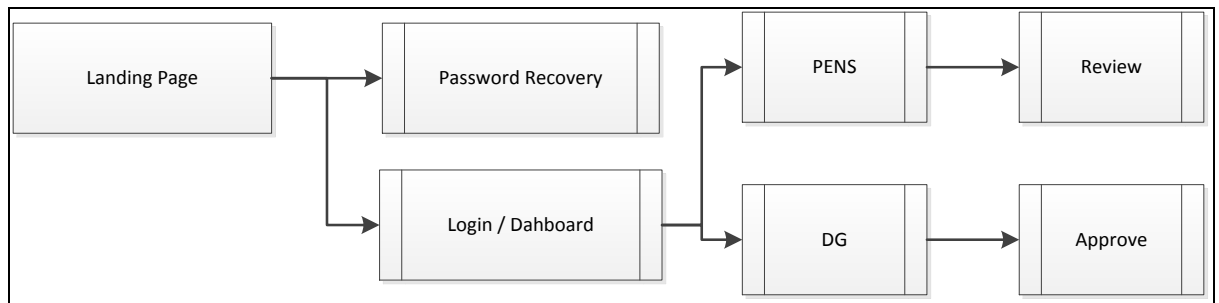 Landing Page
Password Recovery
PENS
Review
Login / Dahboard
DG
Approve